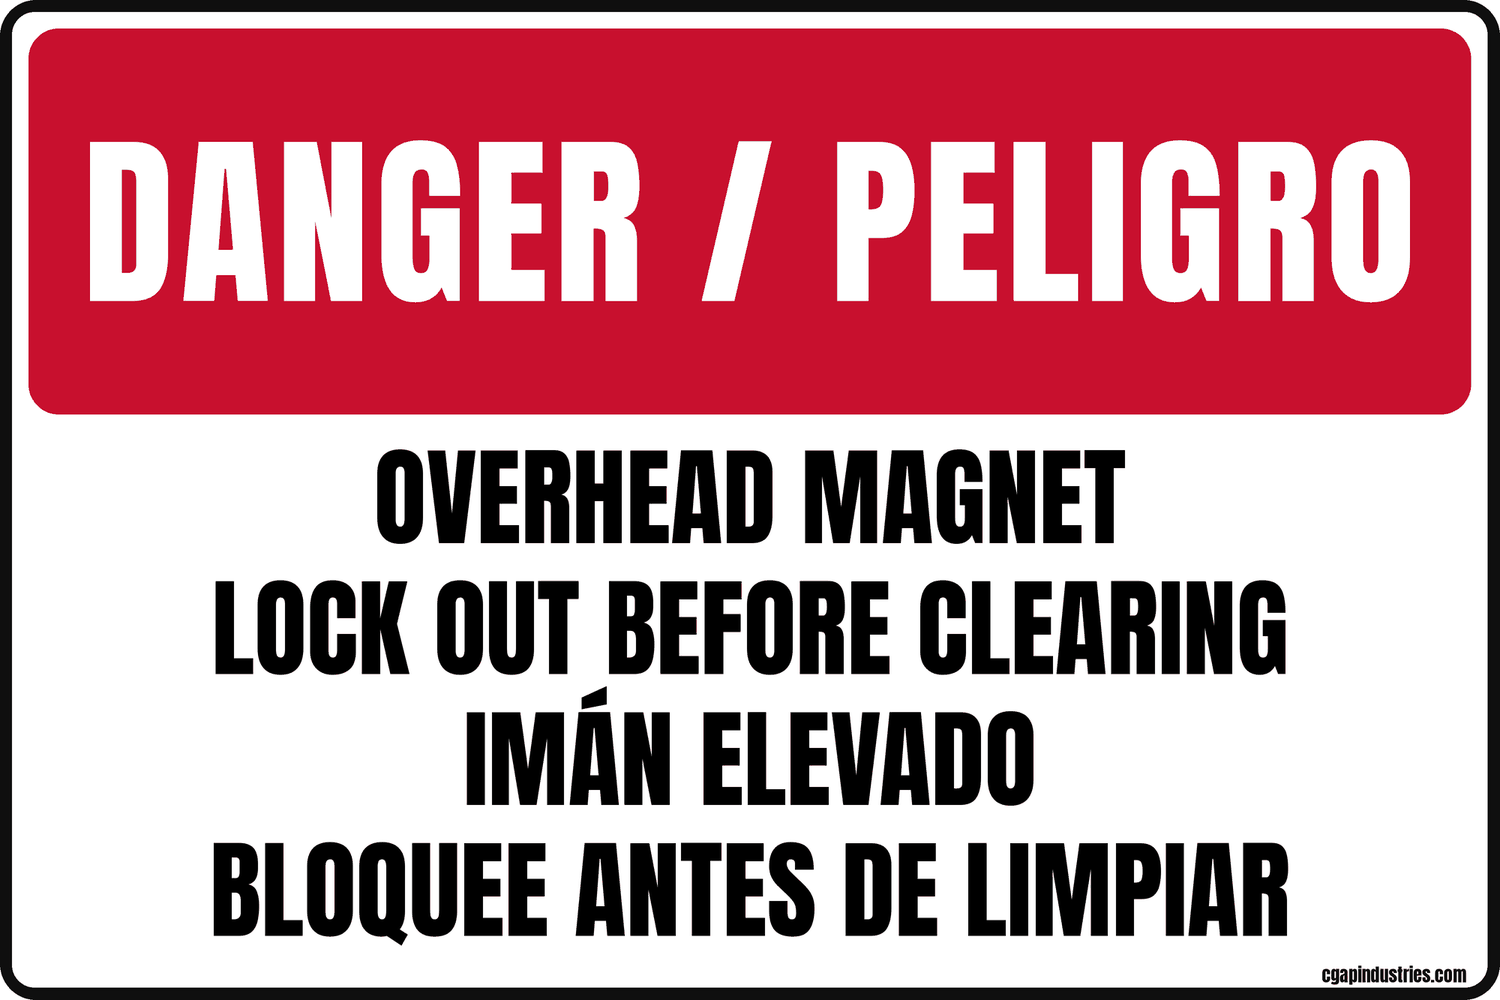 DANGER / PELIGRO
OVERHEAD MAGNET
LOCK OUT BEFORE CLEARING
IMÁN ELEVADO
BLOQUEE ANTES DE LIMPIAR
cgapindustries.com